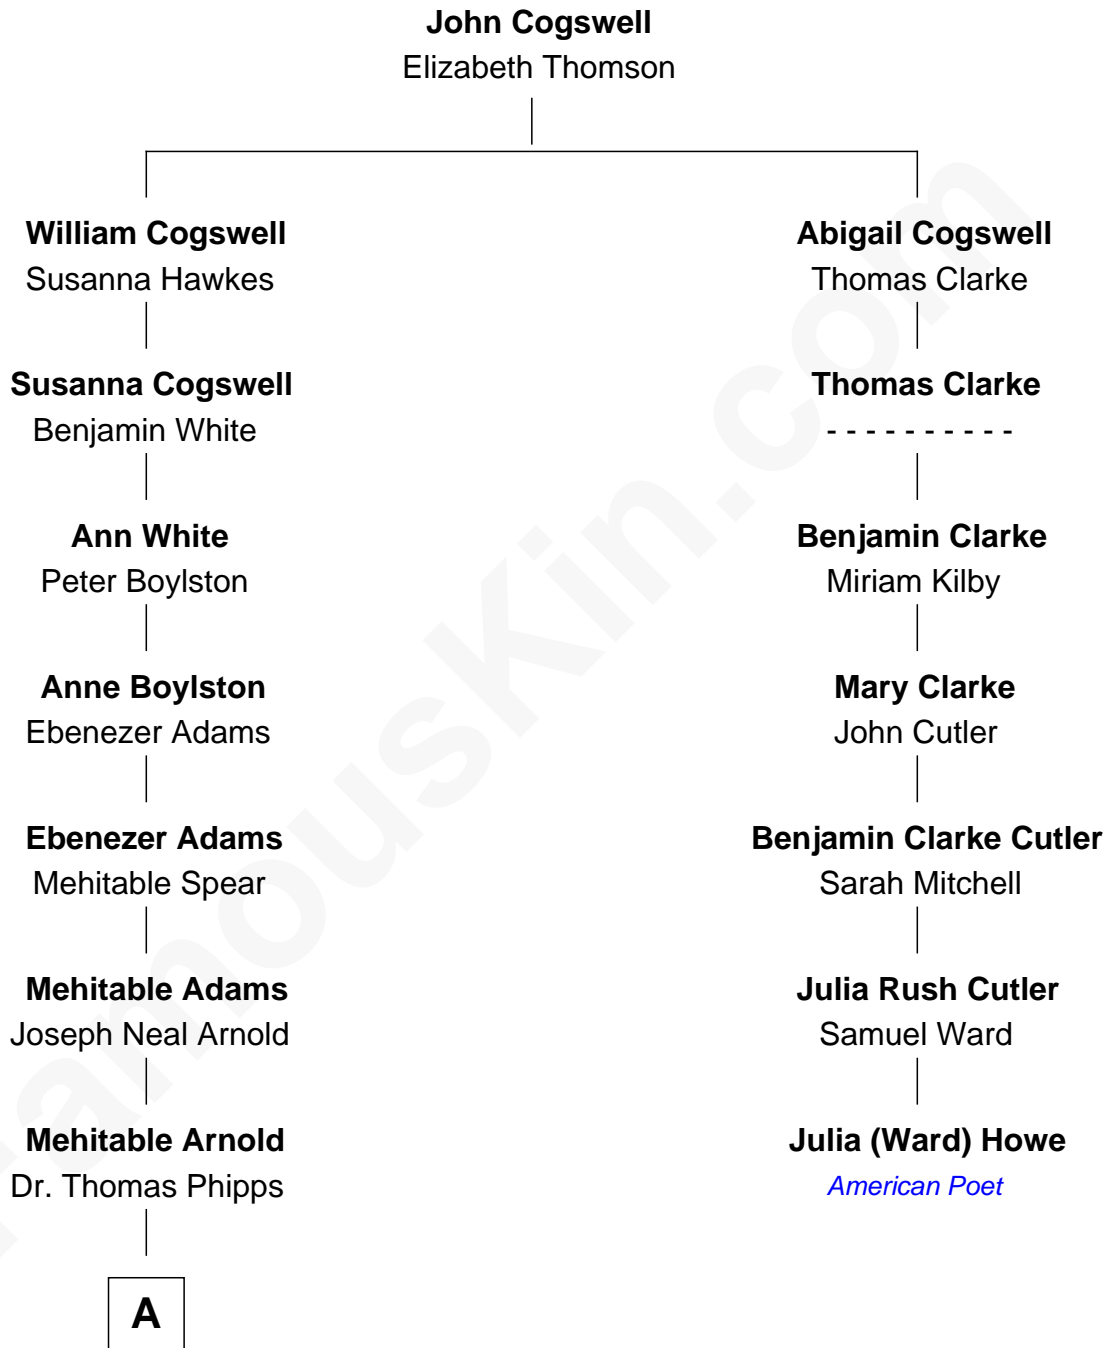 John Cogswell
Elizabeth Thomson
William Cogswell
Susanna Hawkes
Susanna Cogswell
Benjamin White
Ann White
Peter Boylston
Anne Boylston
Ebenezer Adams
Ebenezer Adams
Mehitable Spear
Mehitable Adams
Joseph Neal Arnold
Mehitable Arnold
Dr. Thomas Phipps
A
Abigail Cogswell
Thomas Clarke
Thomas Clarke
- - - - - - - - - -
Benjamin Clarke
Miriam Kilby
Mary Clarke
John Cutler
Benjamin Clarke Cutler
Sarah Mitchell
Julia Rush Cutler
Samuel Ward
Julia (Ward) Howe
American Poet
FamousKin.com